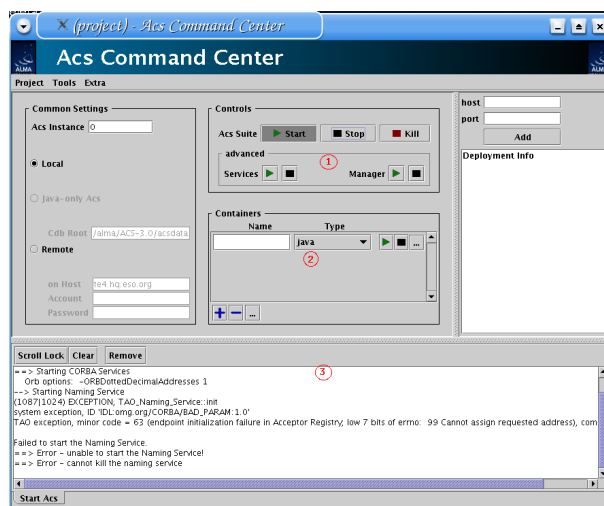 (project) - Acs Command Center
ALMA
Acs Command Center
ALMA
Project Tools Extra
Common Settings
Acs Instance 0
Local
Java-only Acs
Cdb Root /alma/ACS-3.0/acsdata
Remote
on Host te4.hq.eso.org
Account
Password
Controls
Acs Suite Start Stop Kill
advanced
1
Services Manager
Containers
Name Type
java ...
2
...
host
port
Add
Deployment Info
Scroll Lock Clear Remove
3
==> Starting CORBA Services
Orb options: -ORBDottedDecimalAddresses 1
--> Starting Naming Service
(1087|1024) EXCEPTION, TAO_Naming_Service::init
system exception, ID 'IDL:omg.org/CORBA/BAD_PARAM:1.0'
TAO exception, minor code = 63 (endpoint initialization failure in Acceptor Registry; low 7 bits of errno: 99 Cannot assign requested address), com
Failed to start the Naming Service.
==> Error - unable to start the Naming Service!
==> Error - cannot kill the naming service
Start Acs